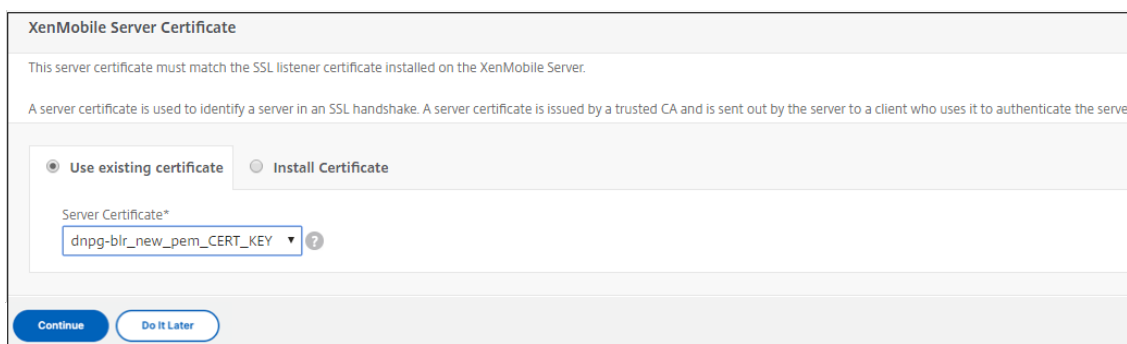 XenMobile Server Certificate
This server certificate must match the SSL listener certificate installed on the XenMobile Server.
A server certificate is used to identify a server in an SSL handshake. A server certificate is issued by a trusted CA and is sent out by the server to a client who uses it to authenticate the serve
Use existing certificate Install Certificate
Server Certificate*
dnpg-blr_new_pem_CERT_KEY ?
Continue Do It Later